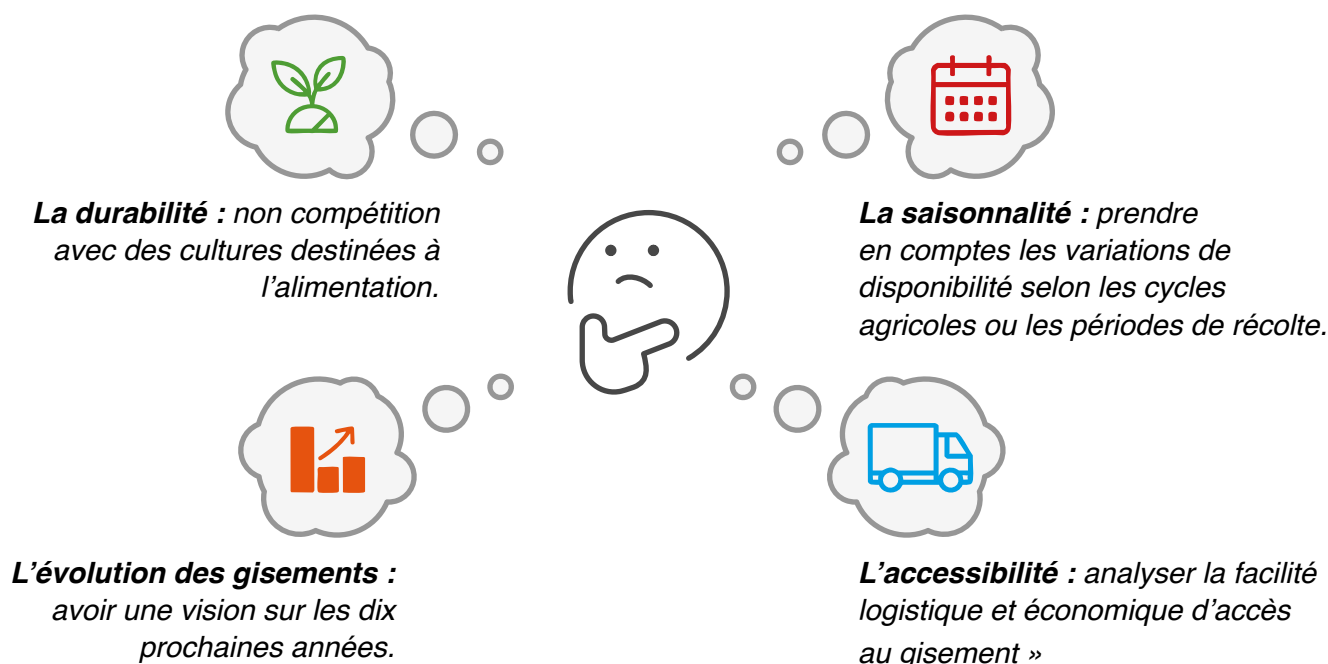 La durabilité : non compétition
avec des cultures destinées à
l’alimentation.
La saisonnalité : prendre
en comptes les variations de
disponibilité selon les cycles
agricoles ou les périodes de récolte.
L’évolution des gisements :
avoir une vision sur les dix
prochaines années.
L’accessibilité : analyser la facilité
logistique et économique d’accès
au gisement »